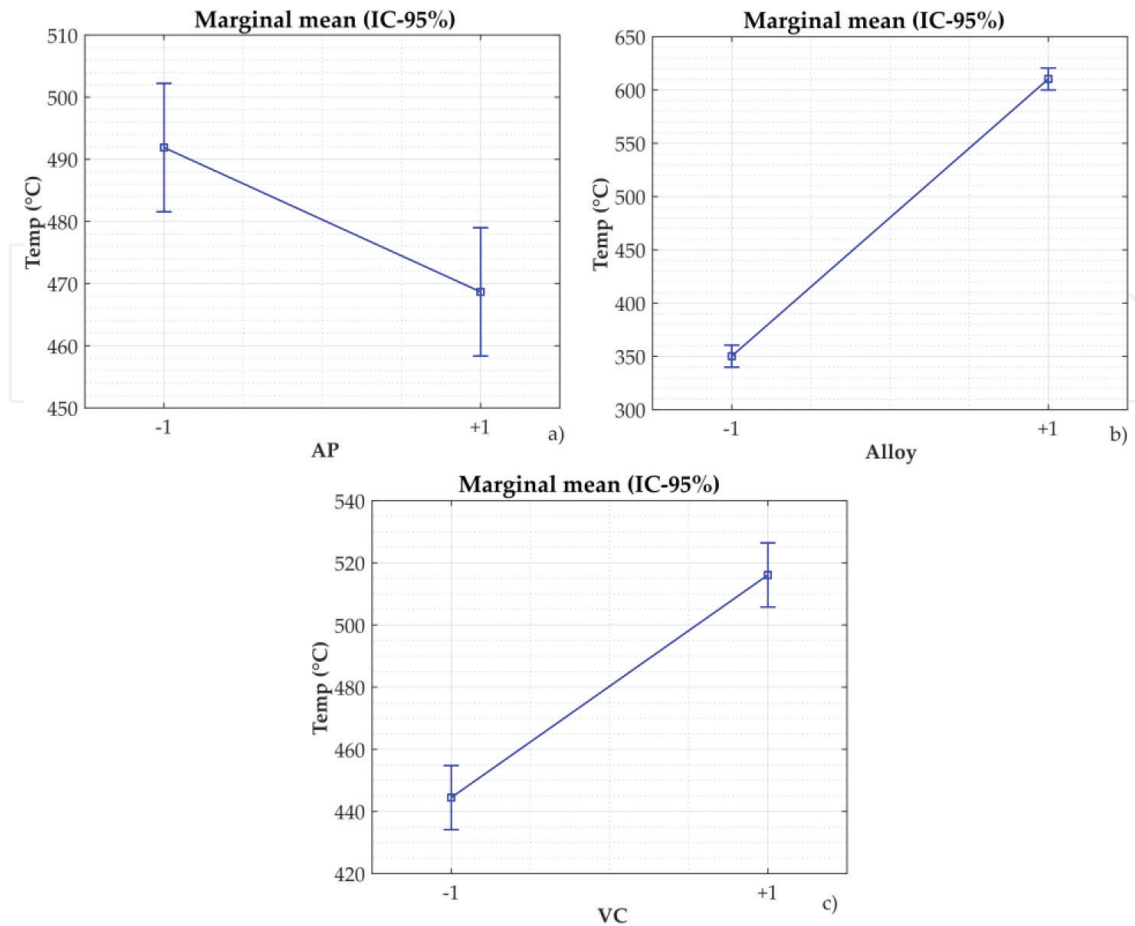 Marginal mean (IC-95%)
510
500
490
480
470
460
450
Temp (°C)
-1
+1
AP
a)
Marginal mean (IC-95%)
650
600
550
500
450
400
350
300
Temp (°C)
-1
+1
Alloy
b)
Marginal mean (IC-95%)
540
520
500
480
460
440
420
Temp (°C)
-1
+1
VC
c)